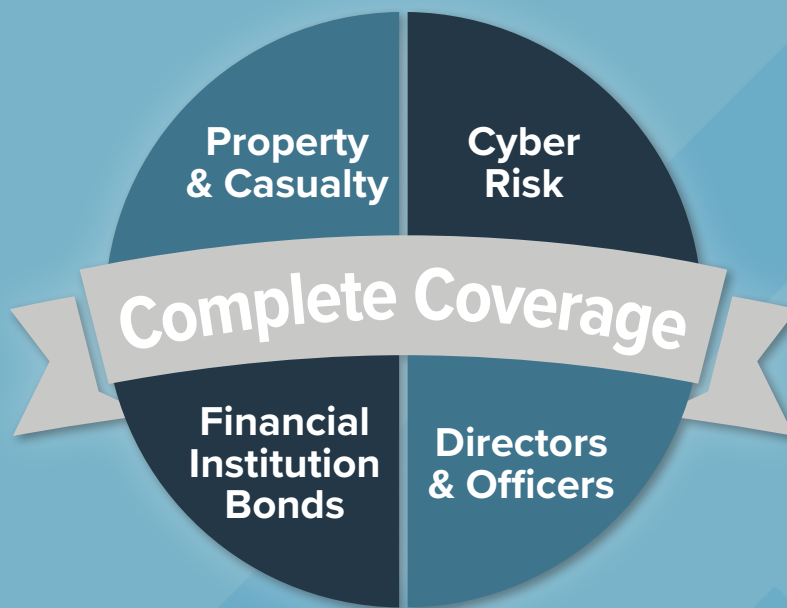 Property
& Casualty
Cyber
Risk
Complete Coverage
Financial
Institution
Bonds
Directors
& Officers